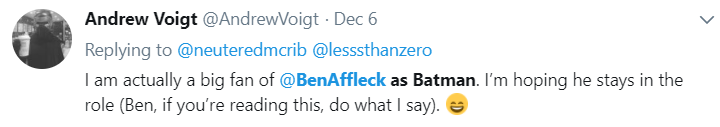 Andrew Voigt @AndrewVoigt · Dec 6
Replying to @neuteredmcrib @lesssthanzero
I am actually a big fan of @BenAffleck as Batman. I’m hoping he stays in the
role (Ben, if you’re reading this, do what I say). 😄